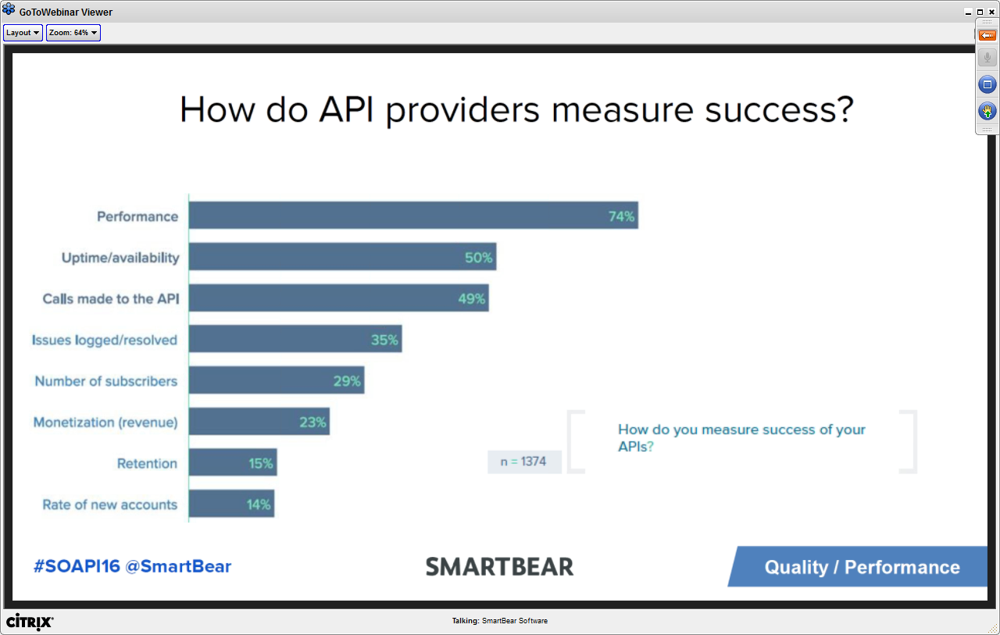 GoToWebinar Viewer
Layout
Zoom: 64%
How do API providers measure success?
Performance 74%
Uptime/availability 50%
Calls made to the API 49%
Issues logged/resolved 35%
Number of subscribers 29%
Monetization (revenue) 23%
Retention 15%
Rate of new accounts 14%
n = 1374
How do you measure success of your
APIs?
#SOAPI16 @SmartBear
SMARTBEAR
Quality / Performance
CİTRIX®
Talking: SmartBear Software